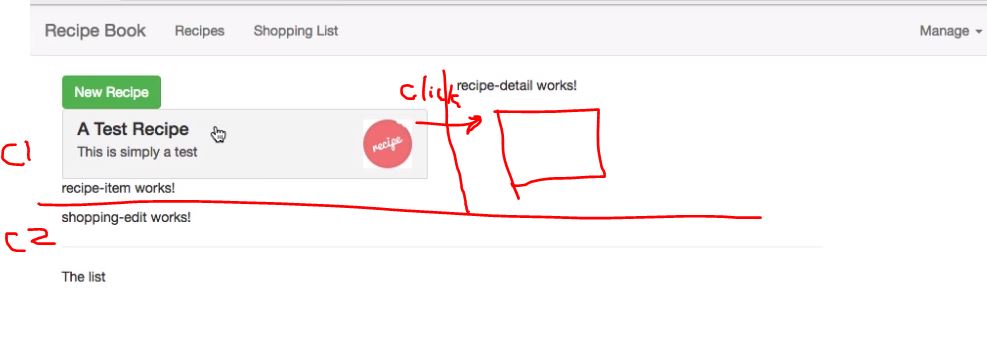 Recipe Book Recipes Shopping List Manage
New Recipe
click
recipe-detail works!
A Test Recipe
This is simply a test
recipe
C1
recipe-item works!
shopping-edit works!
C2
The list